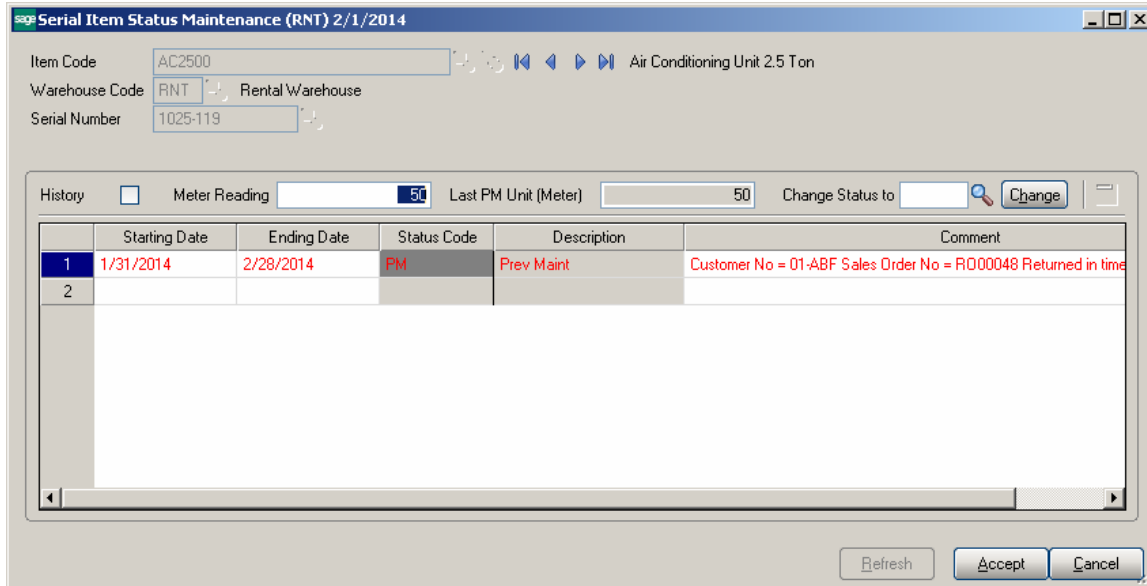 sage Serial Item Status Maintenance (RNT) 2/1/2014
Item Code AC2500 Air Conditioning Unit 2.5 Ton
Warehouse Code RNT Rental Warehouse
Serial Number 1025-119
History Meter Reading 50 Last PM Unit (Meter) 50 Change Status to Change
Starting Date Ending Date Status Code Description Comment
1 1/31/2014 2/28/2014 PM Prev Maint Customer No = 01-ABF Sales Order No = RO00048 Returned in time
2
Refresh Accept Cancel